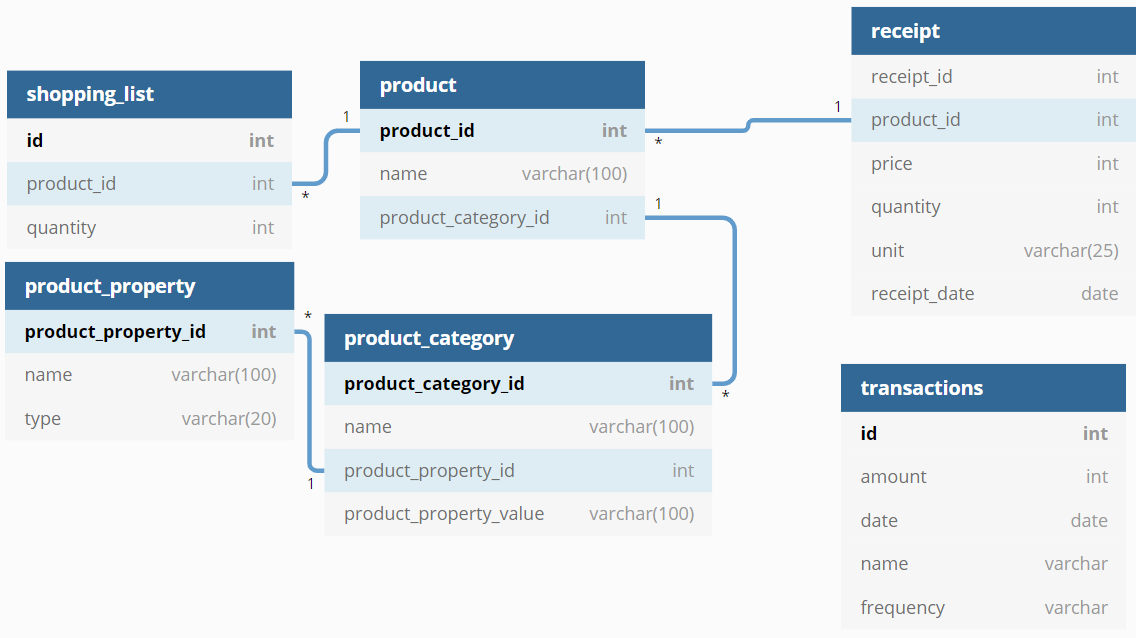 shopping_list
id int
product_id int
quantity int
product_property
product_property_id int
name varchar(100)
type varchar(20)
product
product_id int
name varchar(100)
product_category_id int
product_category
product_category_id int
name varchar(100)
product_property_id int
product_property_value varchar(100)
receipt
receipt_id int
product_id int
price int
quantity int
unit varchar(25)
receipt_date date
transactions
id int
amount int
date date
name varchar
frequency varchar
1
*
*
1
1
*
*
1